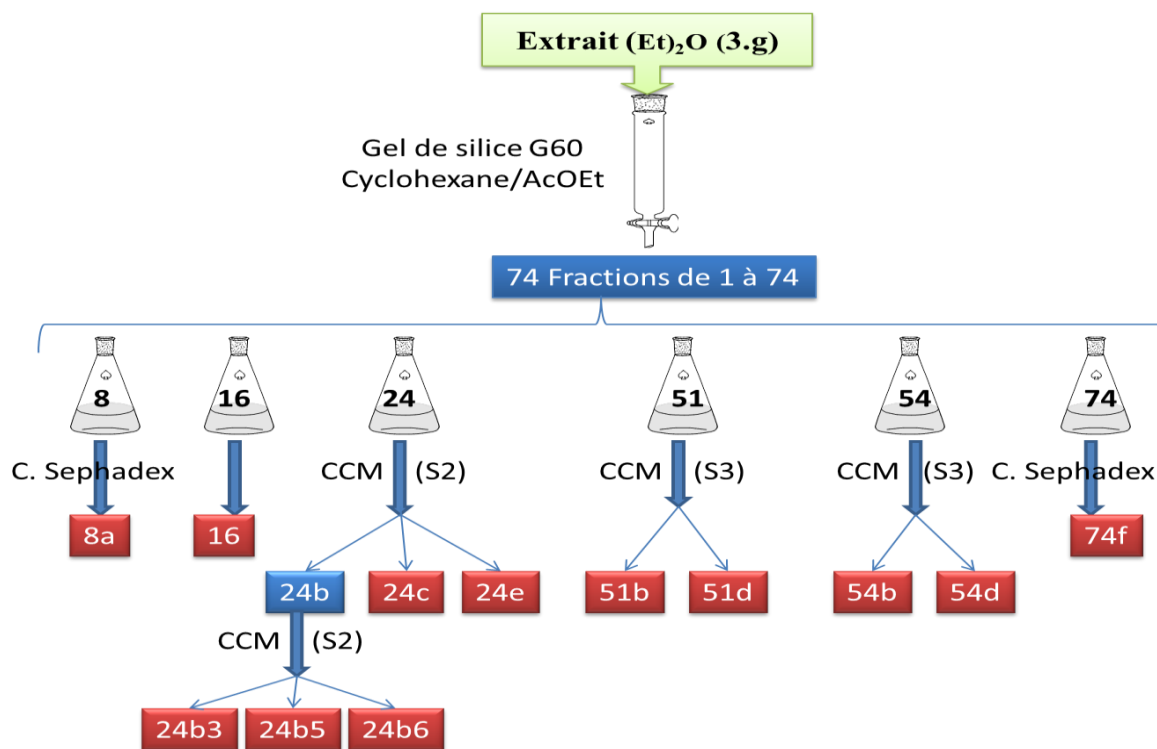 Extrait (Et)₂O (3.g)
Gel de silice G60
Cyclohexane/AcOEt
74 Fractions de 1 à 74
8 16 24 51 54 74
C. Sephadex CCM (S2) CCM (S3) CCM (S3) C. Sephadex
8a 16 74f
24b 24c 24e 51b 51d 54b 54d
CCM (S2)
24b3 24b5 24b6